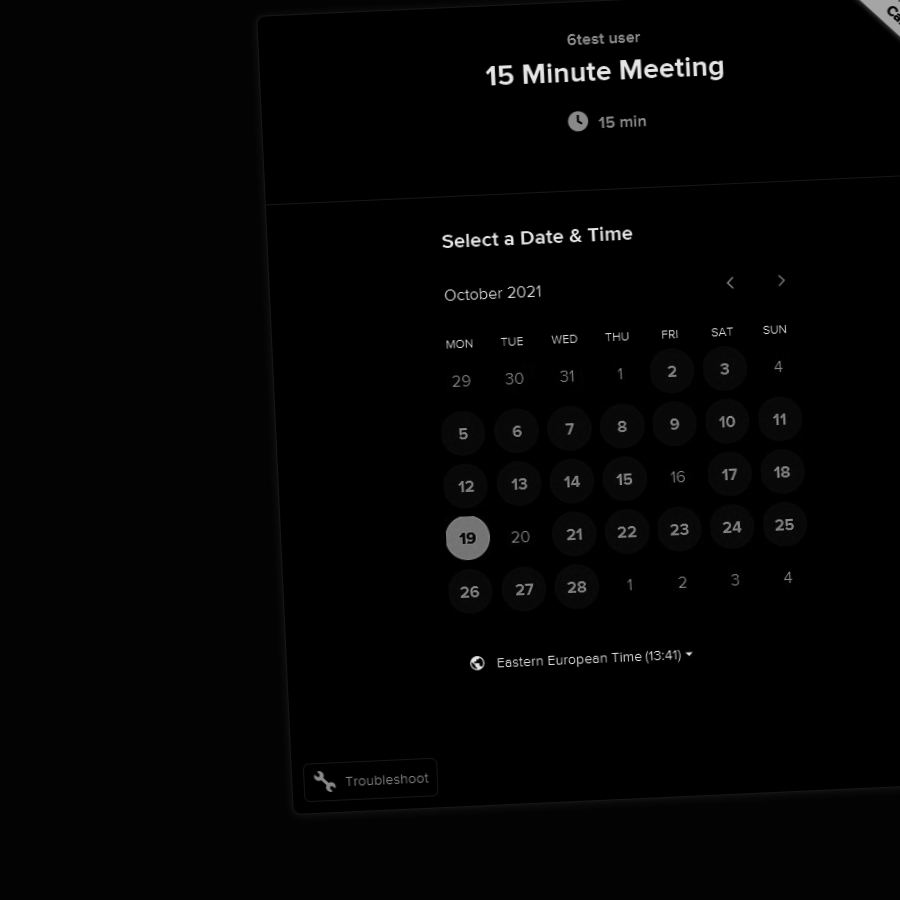 6test user
15 Minute Meeting
15 min
Select a Date & Time
October 2021
MON TUE WED THU FRI SAT SUN
29 30 31 1 2 3 4
5 6 7 8 9 10 11
12 13 14 15 16 17 18
19 20 21 22 23 24 25
26 27 28 1 2 3 4
Eastern European Time (13:41)
Troubleshoot